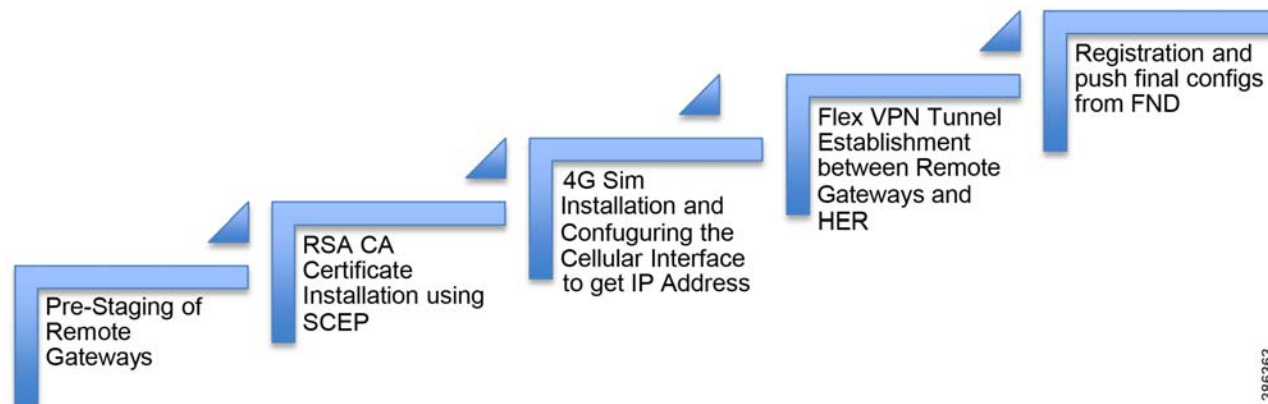 Pre-Staging of
Remote
Gateways
RSA CA
Certificate
Installation using
SCEP
4G Sim
Installation and
Confuguring the
Cellular Interface
to get IP Address
Flex VPN Tunnel
Establishment
between Remote
Gateways and
HER
Registration and
push final configs
from FND
386363